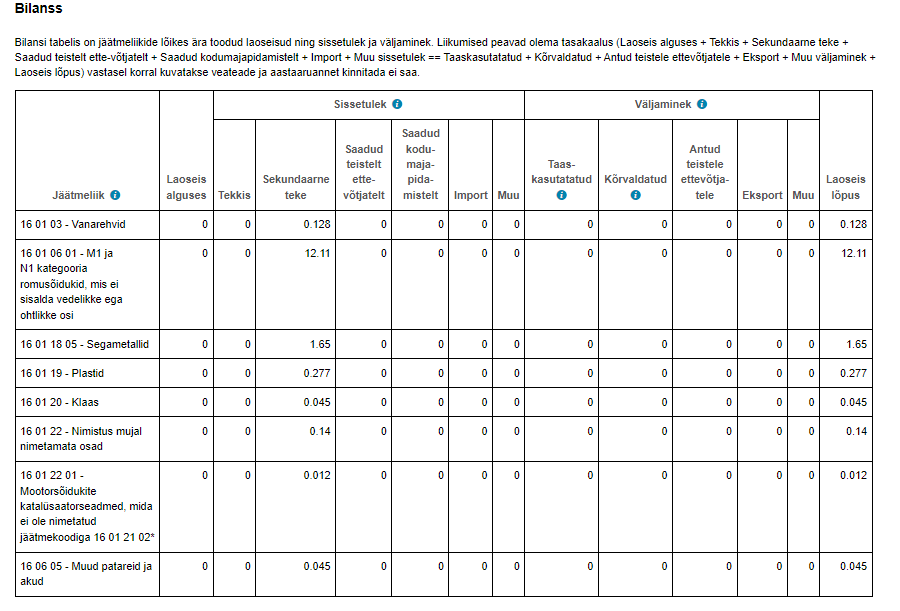 Bilanss
Bilansi tabelis on jäätmeliikide lõikes ära toodud laoseisud ning sissetulek ja väljaminek. Liikumised peavad olema tasakaalus (Laoseis alguses + Tekkis + Sekundaarne teke +
Saadud teistelt ette-võtjatelt + Saadud kodumajapidamistelt + Import + Muu sissetulek == Taaskasutatatud + Kõrvaldatud + Antud teistele ettevõtjatele + Eksport + Muu väljaminek +
Laoseis lõpus) vastasel korral kuvatakse veateade ja aastaaruannet kinnitada ei saa.
Sissetulek i Väljaminek i
Jäätmeliik i
Laoseis
alguses
Tekkis
Sekundaarne
teke
Saadud
teistelt
ette-
võtjatelt
Saadud
kodu-
maja-
pida-
mistelt
Import
Muu
Taas-
kasutatatud
i
Kõrvaldatud
i
Antud
teistele
ettevõtja-
tele
Eksport
Muu
Laoseis
lõpus
16 01 03 - Vanarehvid 0 0 0.128 0 0 0 0 0 0 0 0 0 0.128
16 01 06 01 - M1 ja 0 0 12.11 0 0 0 0 0 0 0 0 0 12.11
N1 kategooria
romusõidukid, mis ei
sisalda vedelikke ega
ohtlikke osi
16 01 18 05 - Segametallid 0 0 1.65 0 0 0 0 0 0 0 0 0 1.65
16 01 19 - Plastid 0 0 0.277 0 0 0 0 0 0 0 0 0 0.277
16 01 20 - Klaas 0 0 0.045 0 0 0 0 0 0 0 0 0 0.045
16 01 22 - Nimistus mujal 0 0 0.14 0 0 0 0 0 0 0 0 0 0.14
nimetamata osad
16 01 22 01 - 0 0 0.012 0 0 0 0 0 0 0 0 0 0.012
Mootorsõidukite
katalüsaatorseadmed, mida
ei ole nimetatud
jäätmekoodiga 16 01 21 02*
16 06 05 - Muud patareid ja 0 0 0.045 0 0 0 0 0 0 0 0 0 0.045
akud